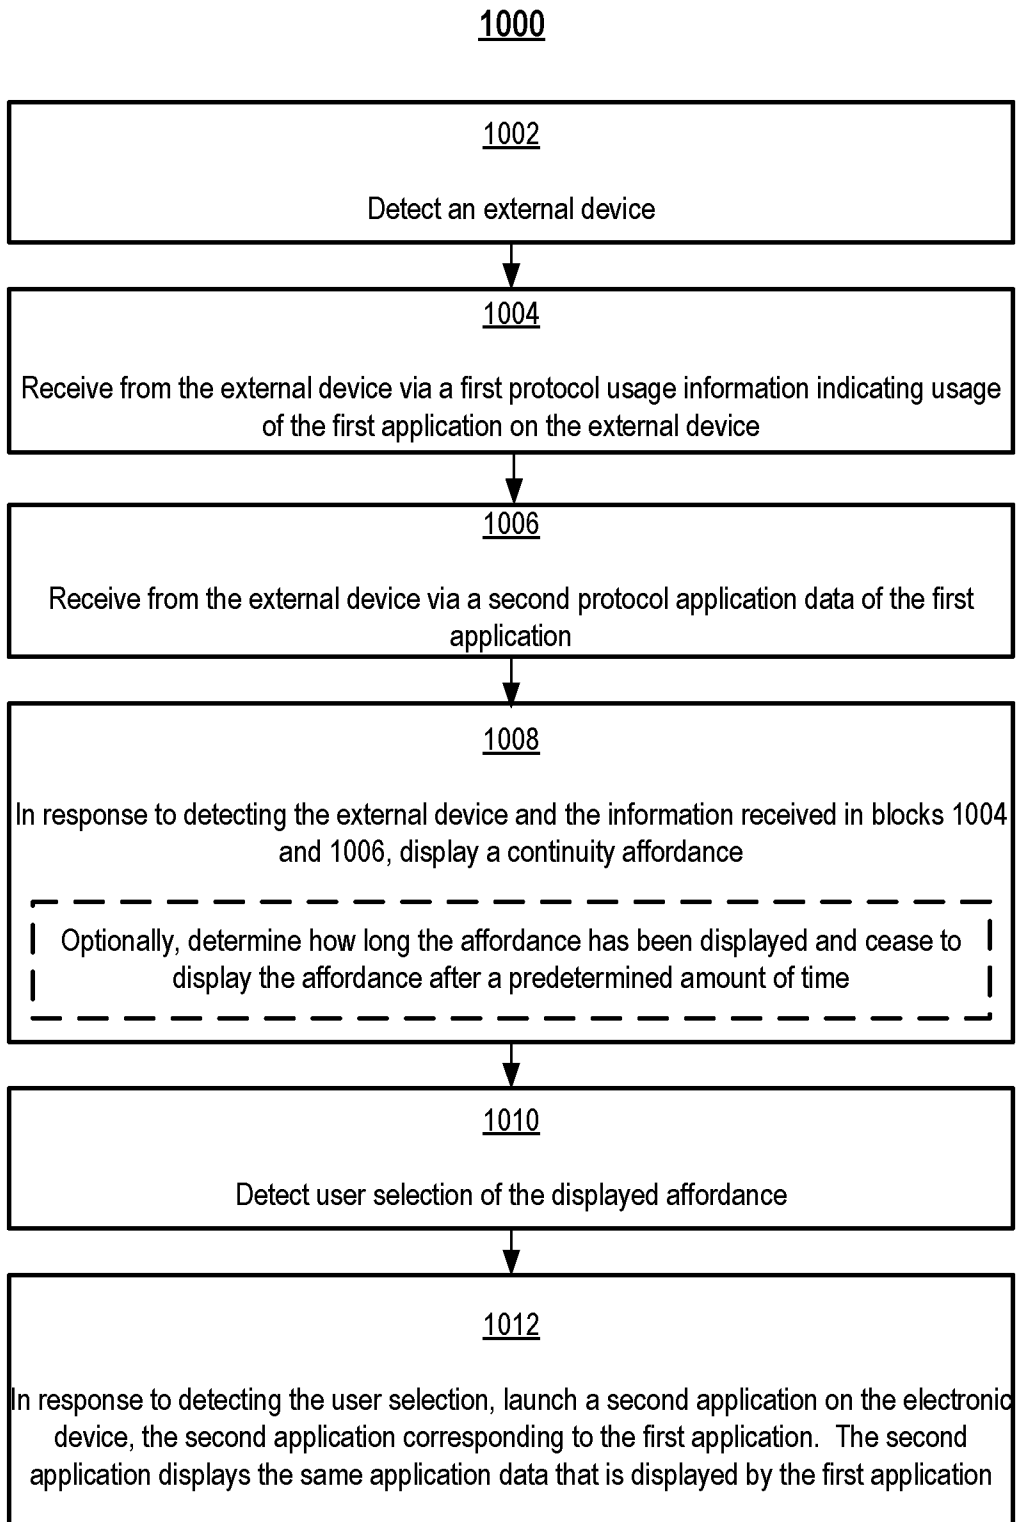 1000
1002
Detect an external device
1004
Receive from the external device via a first protocol usage information indicating usage
of the first application on the external device
1006
Receive from the external device via a second protocol application data of the first
application
1008
In response to detecting the external device and the information received in blocks 1004
and 1006, display a continuity affordance
Optionally, determine how long the affordance has been displayed and cease to
display the affordance after a predetermined amount of time
1010
Detect user selection of the displayed affordance
1012
In response to detecting the user selection, launch a second application on the electronic
device, the second application corresponding to the first application.  The second
application displays the same application data that is displayed by the first application